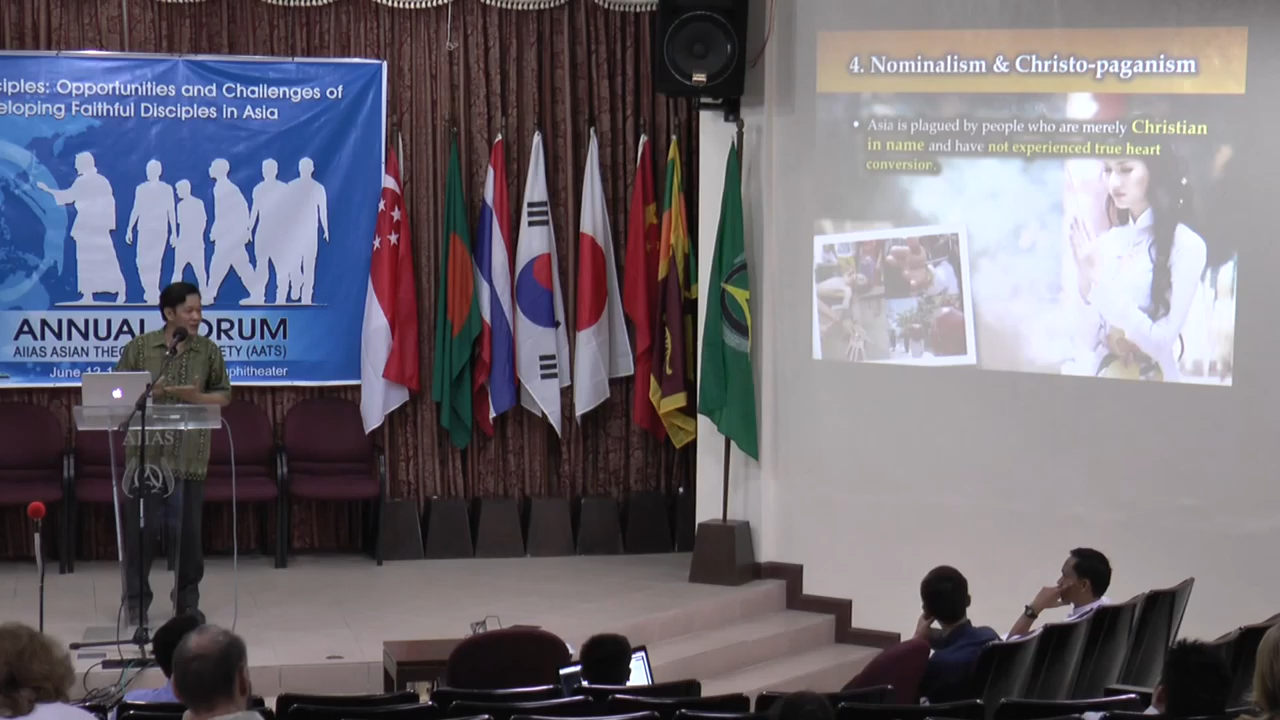 ciples: Opportunities and Challenges of
eloping Faithful Disciples in Asia
ANNUAL FORUM
AIIAS ASIAN THEO ETY (AATS)
June 12-1 phitheater
AIIAS
4. Nominalism & Christo-paganism
• Asia is plagued by people who are merely Christian
in name and have not experienced true heart
conversion.